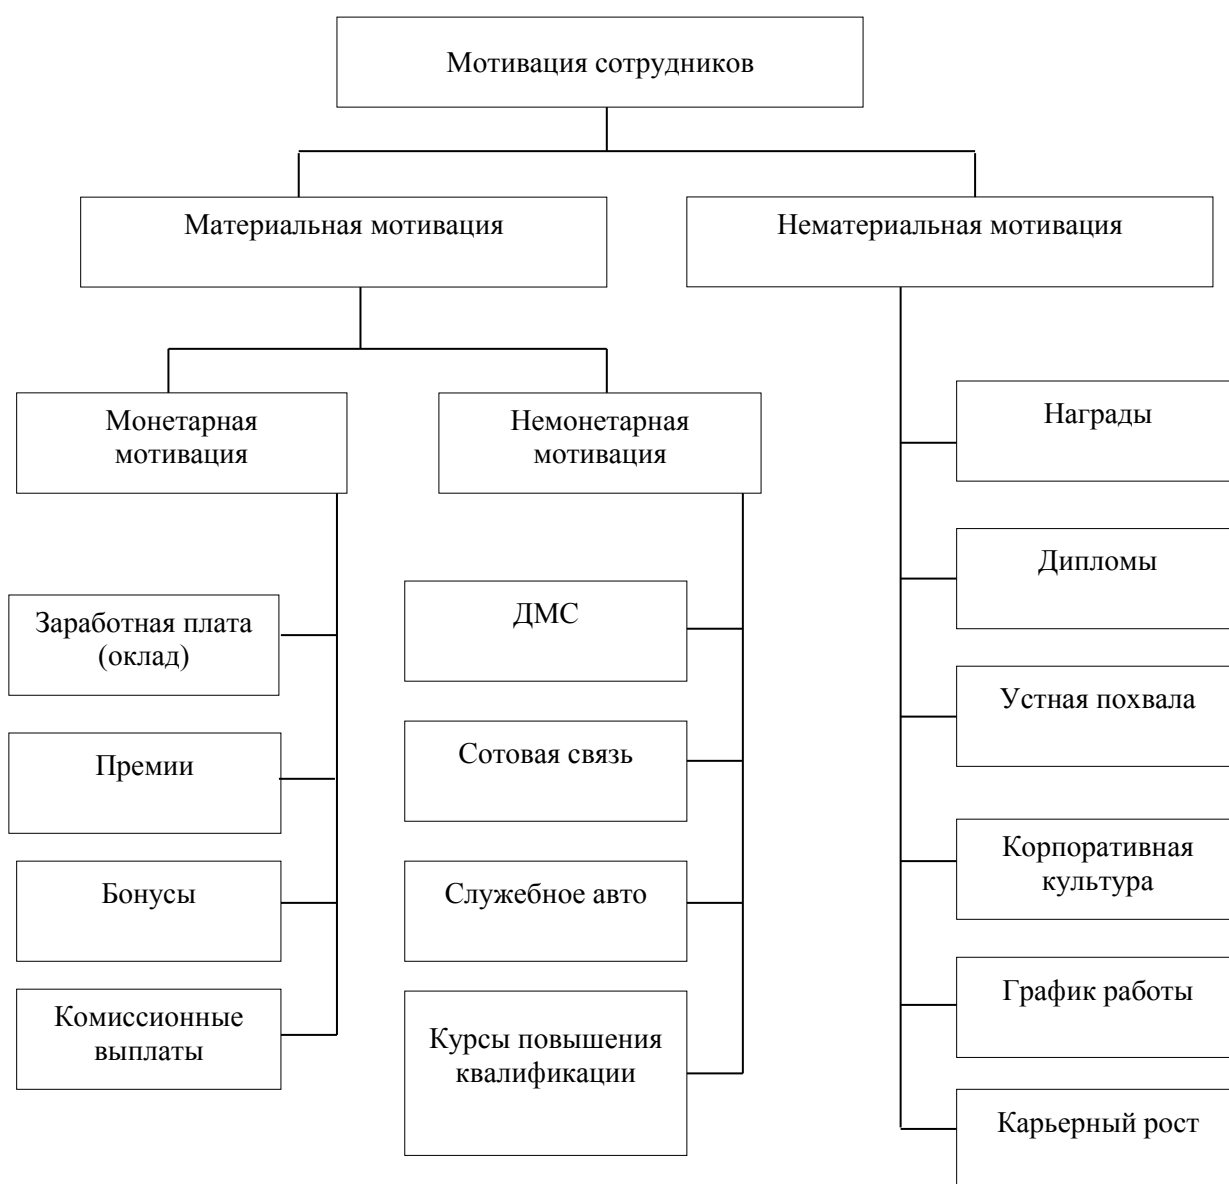 Мотивация сотрудников
Материальная мотивация
Нематериальная мотивация
Монетарная
мотивация
Немонетарная
мотивация
Заработная плата
(оклад)
Премии
Бонусы
Комиссионные
выплаты
ДМС
Сотовая связь
Служебное авто
Курсы повышения
квалификации
Награды
Дипломы
Устная похвала
Корпоративная
культура
График работы
Карьерный рост